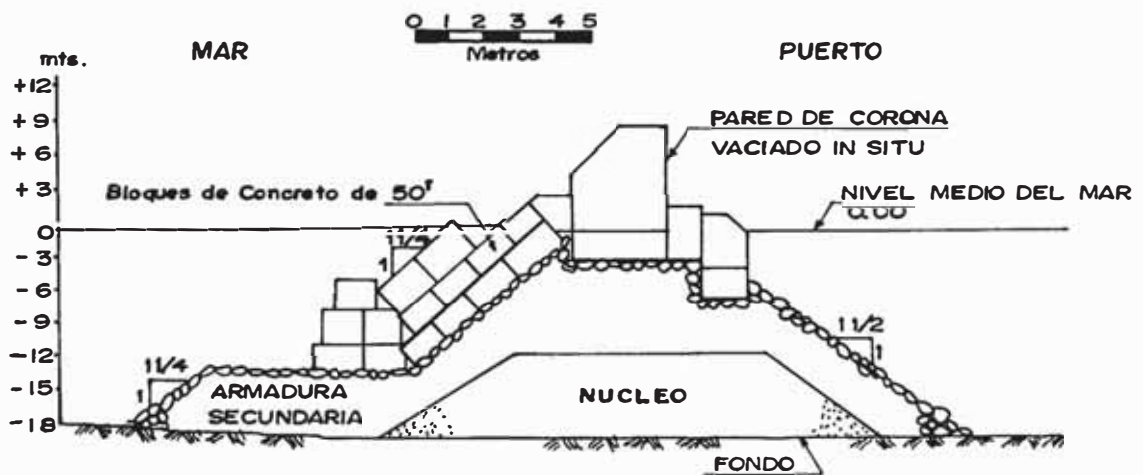 0 1 2 3 4 5
Metros
MAR
PUERTO
mts.
+12
+9
+6
+3
0
-3
-6
-9
-12
-15
-18
PARED DE CORONA
VACIADO IN SITU
Bloques de Concreto de 50T
NIVEL MEDIO DEL MAR
0.00
1
1 1/4
1
1 1/2
1
ARMADURA
SECUNDARIA
NUCLEO
FONDO